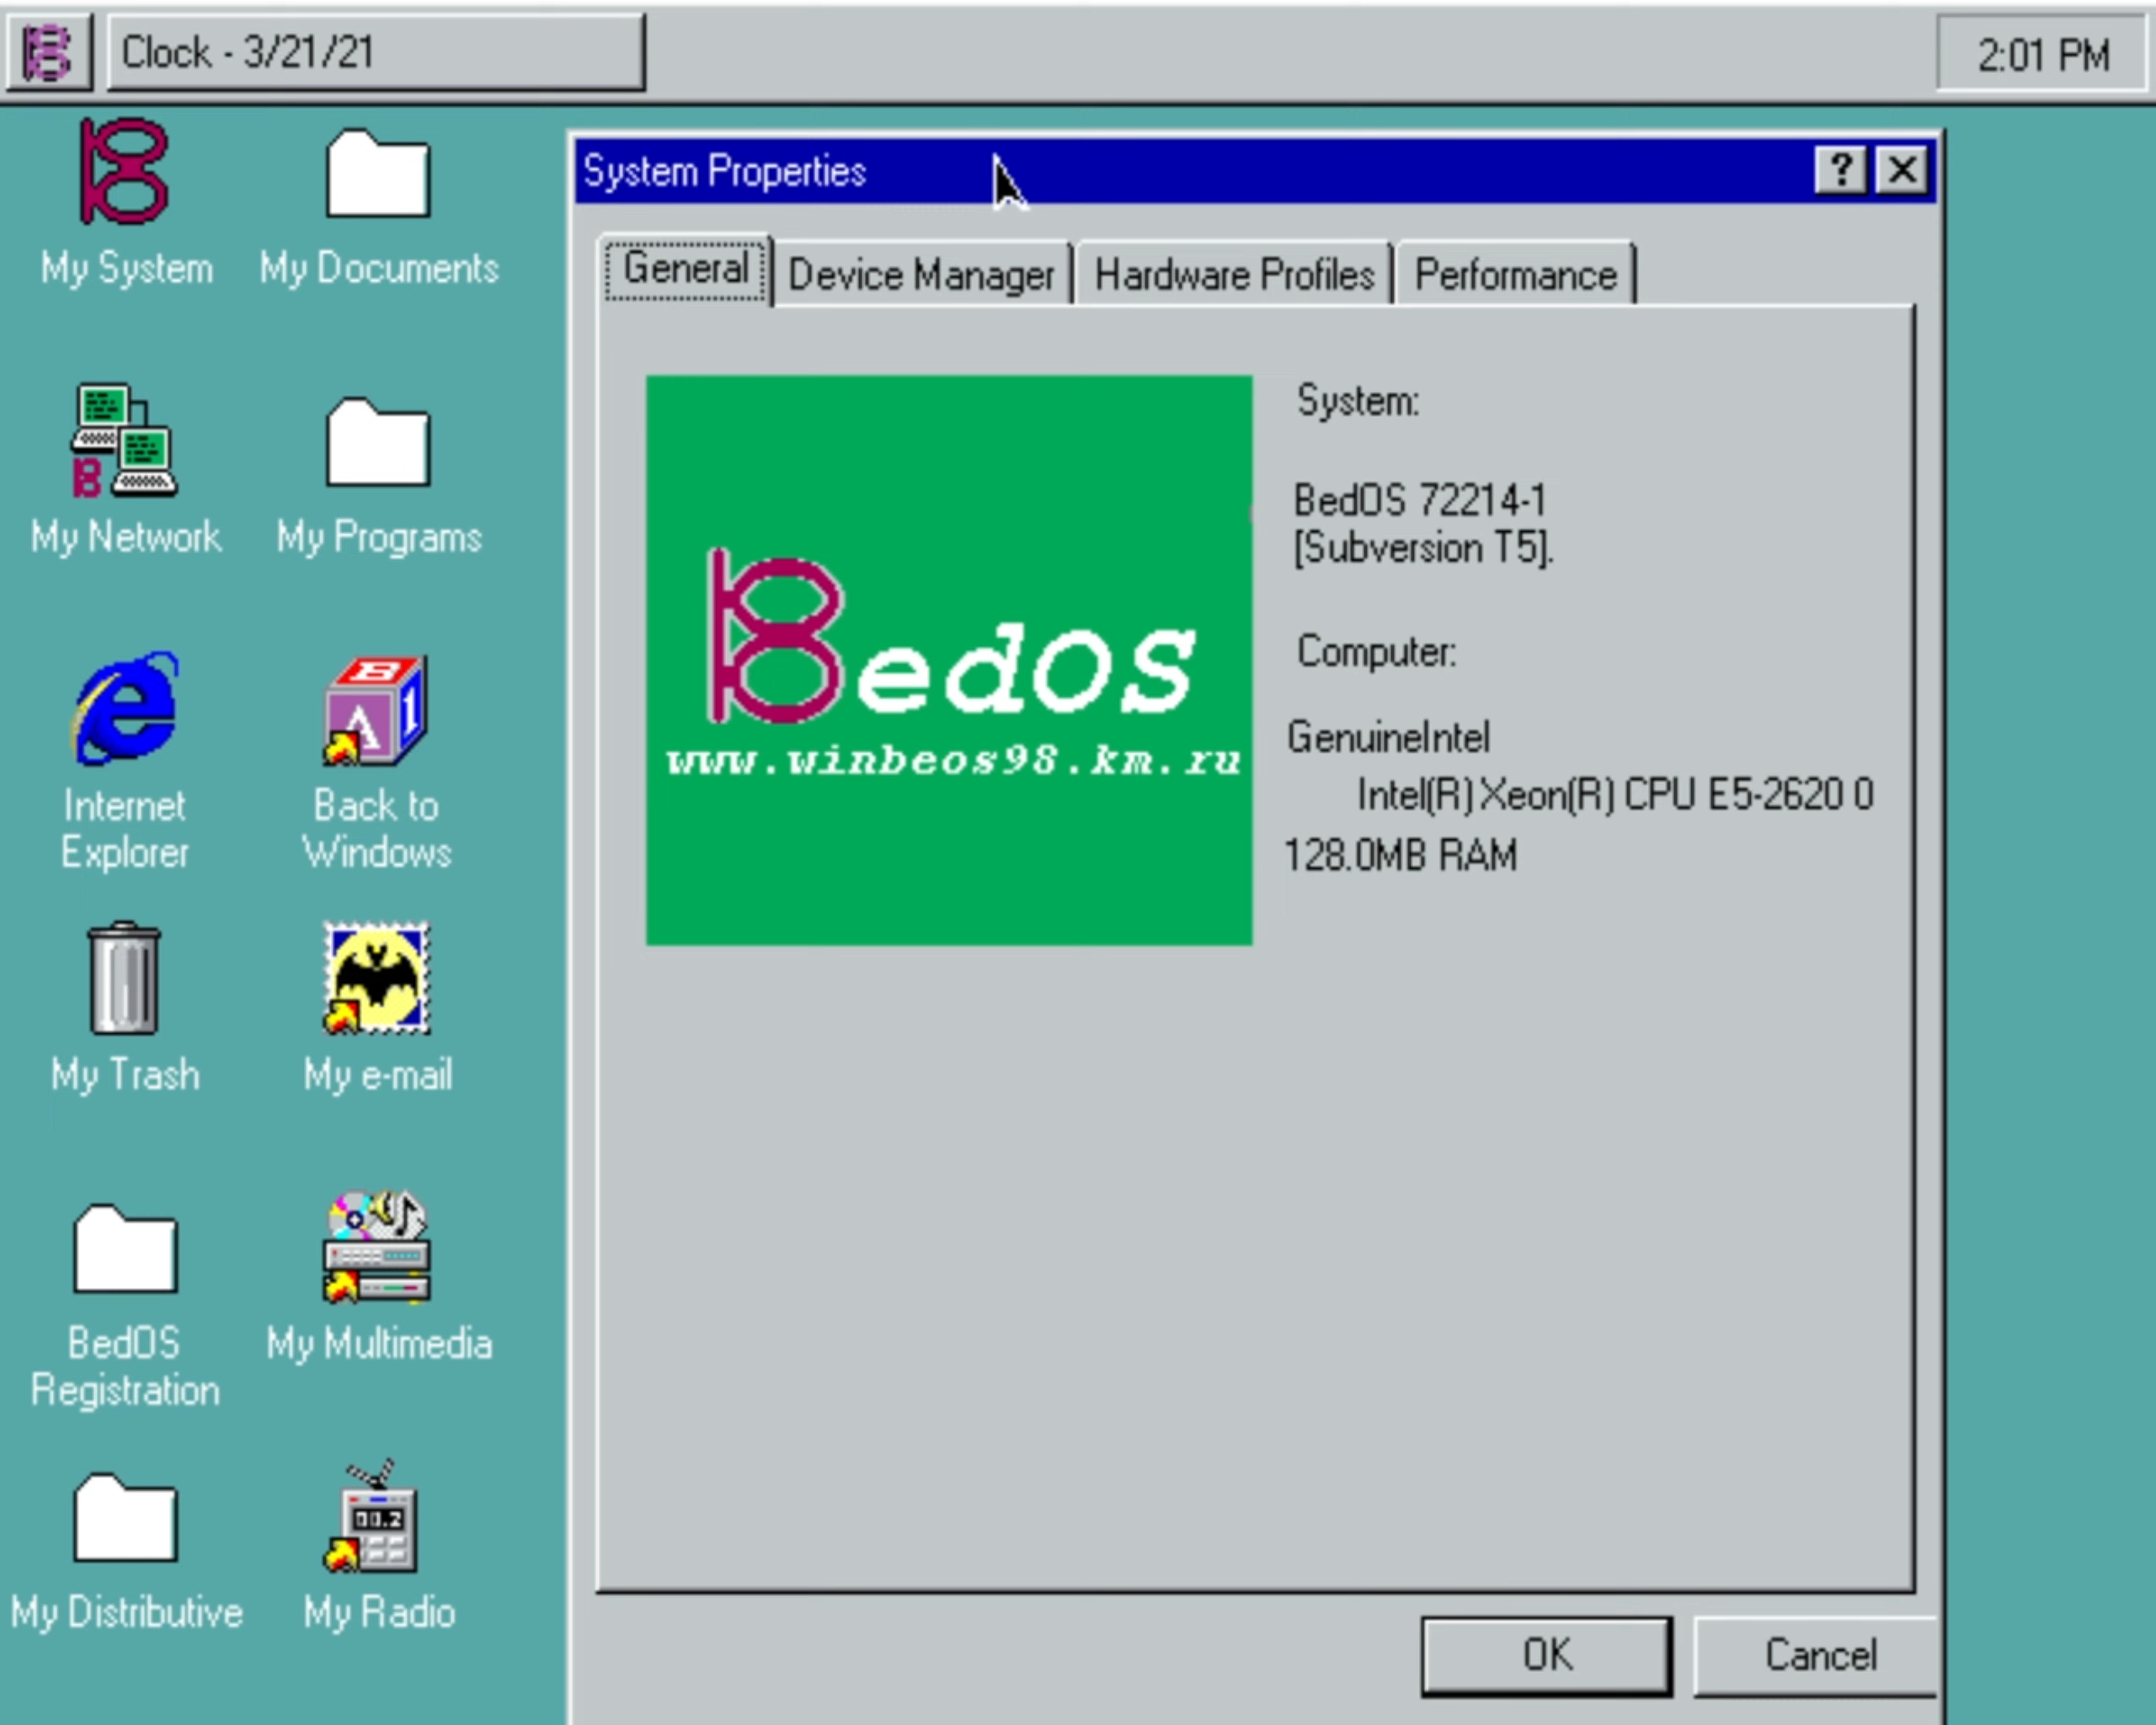 Clock - 3/21/21
2:01 PM
My System
My Documents
My Network
My Programs
Internet
Explorer
Back to
Windows
My Trash
My e-mail
BedOS
Registration
My Multimedia
My Distributive
My Radio
System Properties
General
Device Manager
Hardware Profiles
Performance
BedOS
www.winbeos98.km.ru
System:
BedOS 72214-1
[Subversion T5].
Computer:
GenuineIntel
Intel(R) Xeon(R) CPU E5-2620 0
128.0MB RAM
OK
Cancel